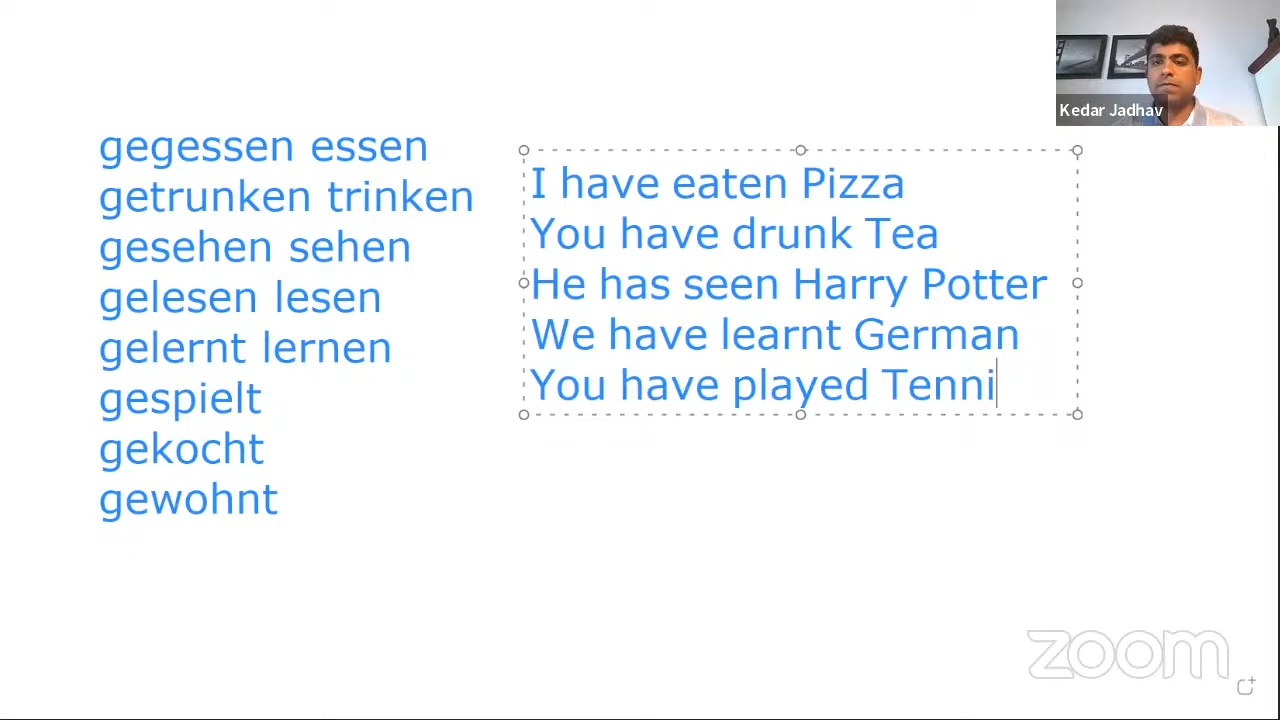 Kedar Jadhav
gegessen essen
getrunken trinken
gesehen sehen
gelesen lesen
gelernt lernen
gespielt
gekocht
gewohnt
I have eaten Pizza
You have drunk Tea
He has seen Harry Potter
We have learnt German
You have played Tenni
zoom